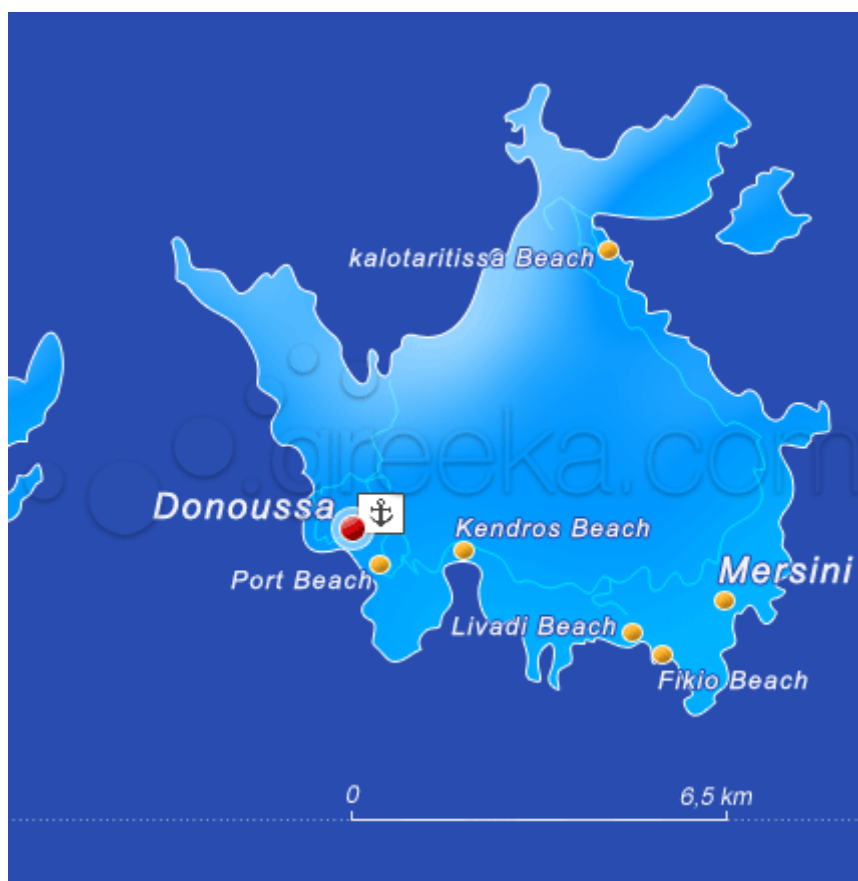 kalotaritissa Beach
.greeka.com
Donoussa
Kendros Beach
Port Beach
Mersini
Livadi Beach
Fikio Beach
0
6,5 km